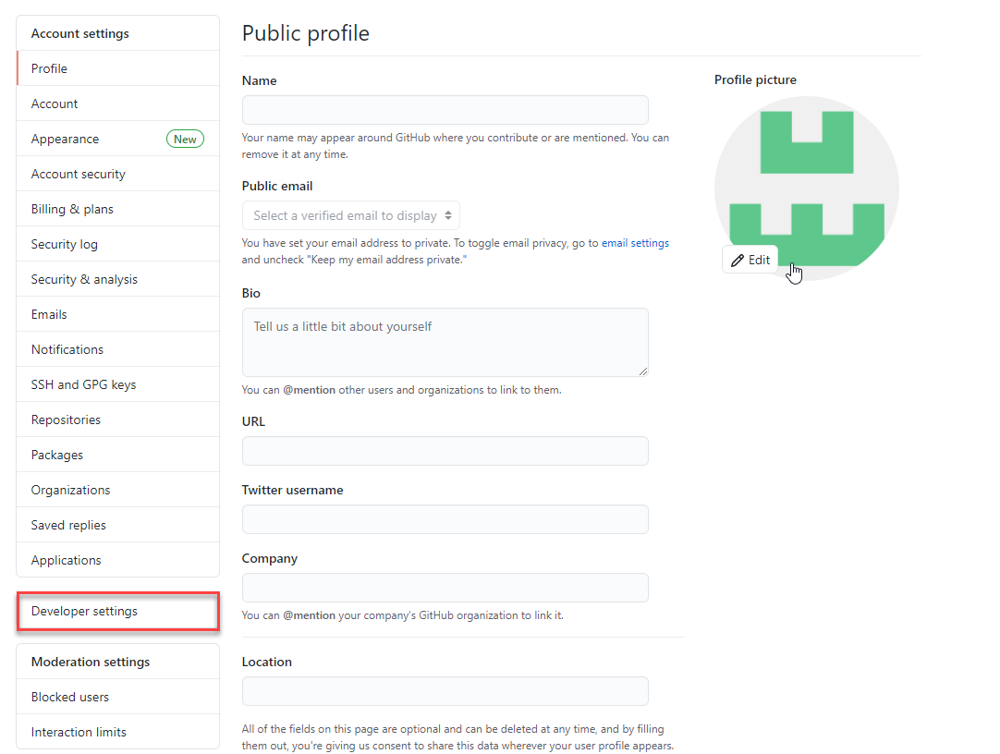 Account settings
Profile
Account
Appearance New
Account security
Billing & plans
Security log
Security & analysis
Emails
Notifications
SSH and GPG keys
Repositories
Packages
Organizations
Saved replies
Applications
Developer settings
Moderation settings
Blocked users
Interaction limits
Public profile
Name
Your name may appear around GitHub where you contribute or are mentioned. You can
remove it at any time.
Public email
Select a verified email to display
You have set your email address to private. To toggle email privacy, go to email settings
and uncheck "Keep my email address private."
Bio
Tell us a little bit about yourself
You can @mention other users and organizations to link to them.
URL
Twitter username
Company
You can @mention your company's GitHub organization to link it.
Location
All of the fields on this page are optional and can be deleted at any time, and by filling
them out, you're giving us consent to share this data wherever your user profile appears.
Profile picture
Edit